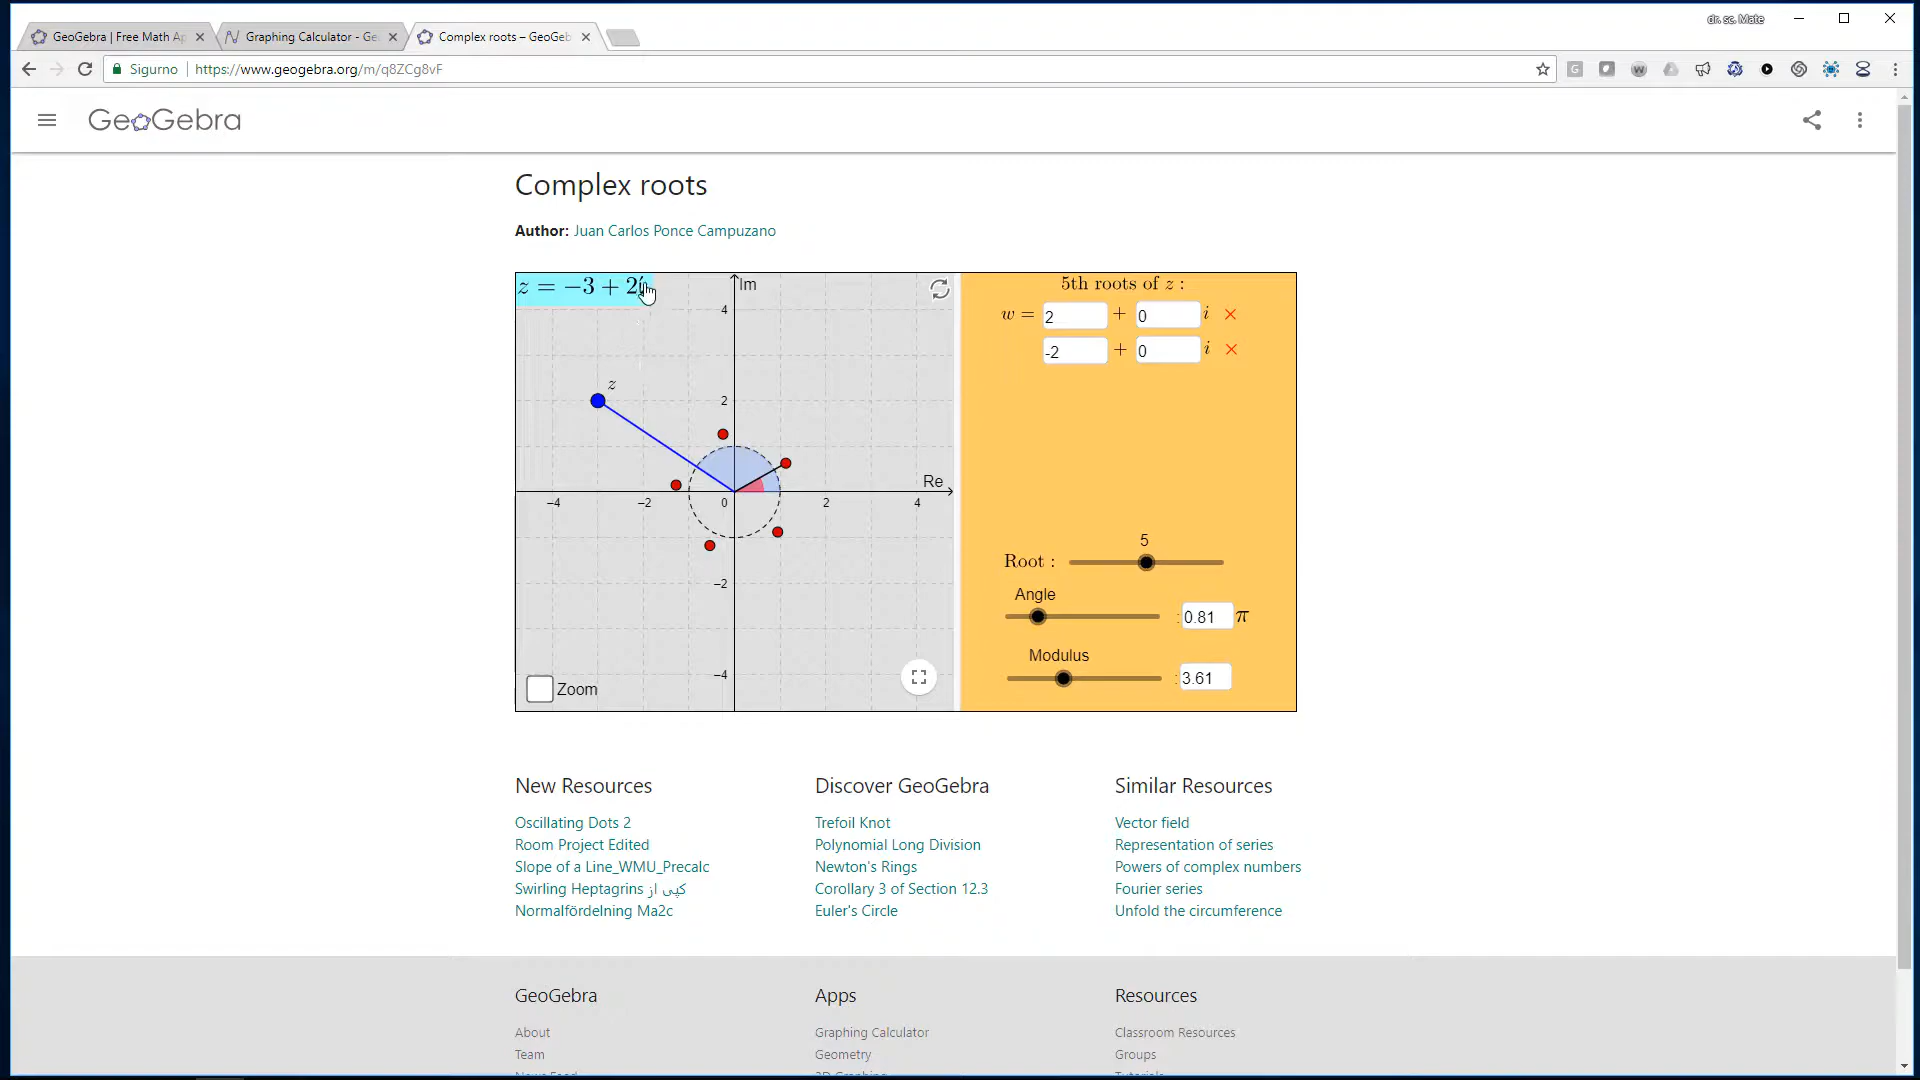 dr. sc. Mate
GeoGebra | Free Math Ap
Graphing Calculator - Ge
Complex roots – GeoGeb
Sigurno
https://www.geogebra.org/m/q8ZCg8vF
GeoGebra
Complex roots
Author: Juan Carlos Ponce Campuzano
z = −3 + 2i
Im
4
z
2
Re
−4
−2
0
2
4
−2
−4
Zoom
5th roots of z :
w = 2 + 0 i ×
-2 + 0 i ×
5
Root :
Angle
: 0.81 π
Modulus
: 3.61
New Resources
Oscillating Dots 2
Room Project Edited
Slope of a Line_WMU_Precalc
Swirling Heptagrins کپی از
Normalfördelning Ma2c
Discover GeoGebra
Trefoil Knot
Polynomial Long Division
Newton's Rings
Corollary 3 of Section 12.3
Euler's Circle
Similar Resources
Vector field
Representation of series
Powers of complex numbers
Fourier series
Unfold the circumference
GeoGebra
About
Team
Apps
Graphing Calculator
Geometry
Resources
Classroom Resources
Groups